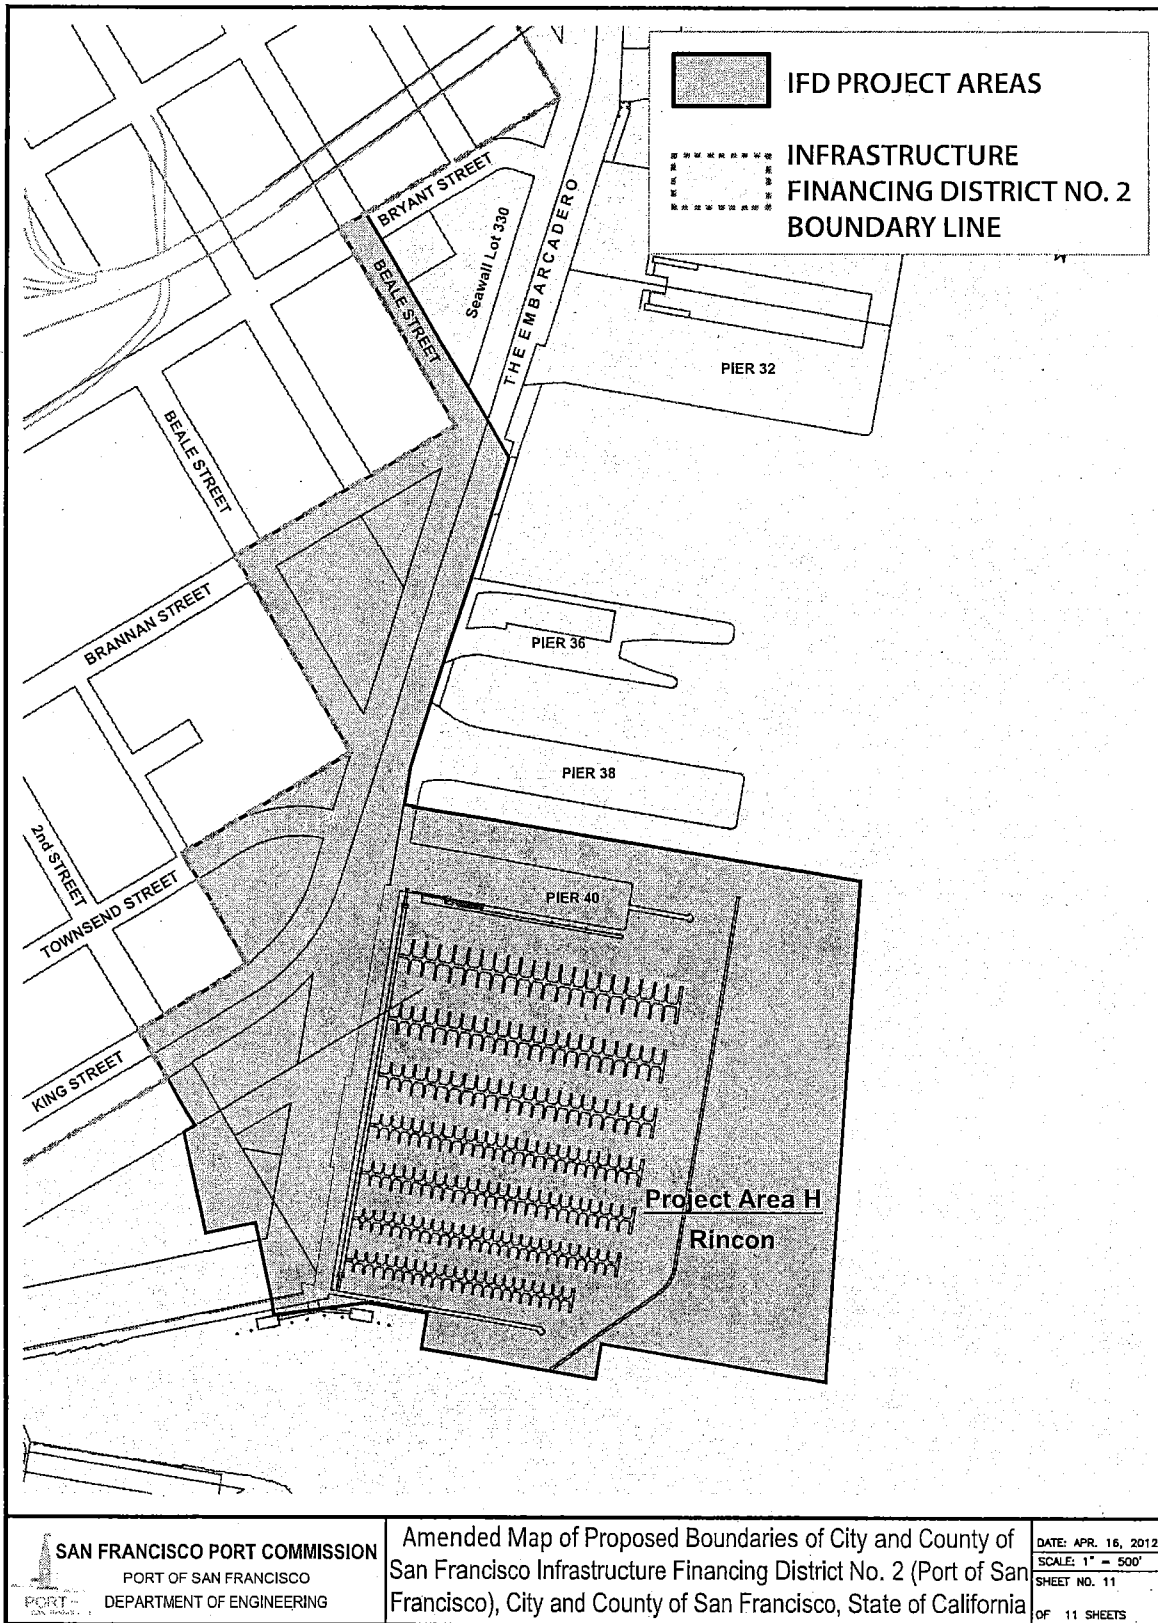 IFD PROJECT AREAS
INFRASTRUCTURE
FINANCING DISTRICT NO. 2
BOUNDARY LINE
BRYANT STREET
Seawall Lot 330
THE EMBARCADERO
BEALE STREET
PIER 32
BEALE STREET
BRANNAN STREET
PIER 36
PIER 38
2nd STREET
TOWNSEND STREET
PIER 40
KING STREET
Project Area H
Rincon
PORT
SAN FRANCISCO PORT COMMISSION
PORT OF SAN FRANCISCO
DEPARTMENT OF ENGINEERING
Amended Map of Proposed Boundaries of City and County of
San Francisco Infrastructure Financing District No. 2 (Port of San
Francisco), City and County of San Francisco, State of California
DATE: APR. 16, 2012
SCALE: 1" = 500'
SHEET NO. 11
OF 11 SHEETS